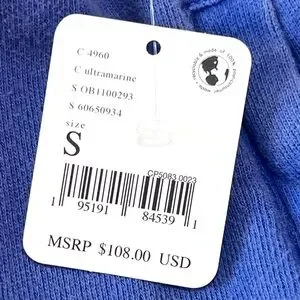 C 4960
C ultramarine
S OB1100293
S 60650934
size
S
CP5083.0023
1 95191 84539 1
MSRP $108.00 USD